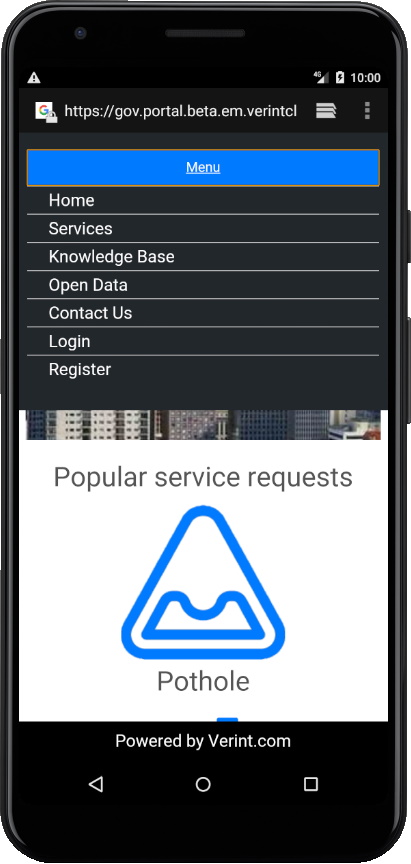 4G 10:00
https://gov.portal.beta.em.verintcl
Menu
Home
Services
Knowledge Base
Open Data
Contact Us
Login
Register
Popular service requests
Pothole
Powered by Verint.com